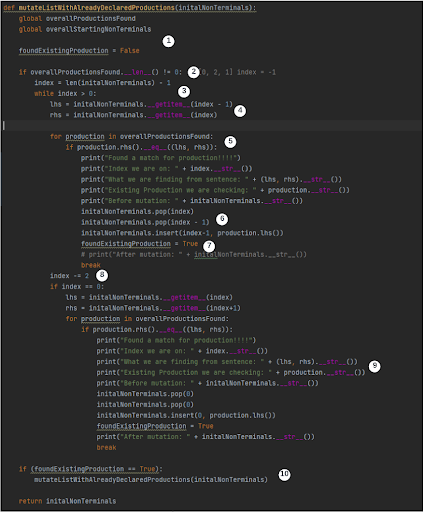 def mutateListWithAlreadyDeclaredProductions(initalNonTerminals):
global overallProductionsFound
global overallStartingNonTerminals
1
foundExistingProduction = False
if overallProductionsFound.__len__() != 0: 2 [0, 2, 1] index = -1
index = len(initalNonTerminals) - 1
while index > 0: 3
lhs = initalNonTerminals.__getitem__(index - 1)
rhs = initalNonTerminals.__getitem__(index) 4
for production in overallProductionsFound:
if production.rhs().__eq__((lhs, rhs)): 5
print("Found a match for production!!!!")
print("Index we are on: " + index.__str__())
print("What we are finding from sentence: " + (lhs, rhs).__str__())
print("Existing Production we are checking: " + production.__str__())
print("Before mutation: " + initalNonTerminals.__str__())
initalNonTerminals.pop(index)
initalNonTerminals.pop(index - 1) 6
initalNonTerminals.insert(index-1, production.lhs())
foundExistingProduction = True 7
# print("After mutation: " + initalNonTerminals.__str__())
break
index -= 2 8
if index == 0:
lhs = initalNonTerminals.__getitem__(index)
rhs = initalNonTerminals.__getitem__(index+1)
for production in overallProductionsFound:
if production.rhs().__eq__((lhs, rhs)):
print("Found a match for production!!!!")
print("Index we are on: " + index.__str__())
print("What we are finding from sentence: " + (lhs, rhs).__str__())
print("Existing Production we are checking: " + production.__str__()) 9
print("Before mutation: " + initalNonTerminals.__str__())
initalNonTerminals.pop(0)
initalNonTerminals.pop(0)
initalNonTerminals.insert(0, production.lhs())
foundExistingProduction = True
print("After mutation: " + initalNonTerminals.__str__())
break
if (foundExistingProduction == True):
mutateListWithAlreadyDeclaredProductions(initalNonTerminals) 10
return initalNonTerminals